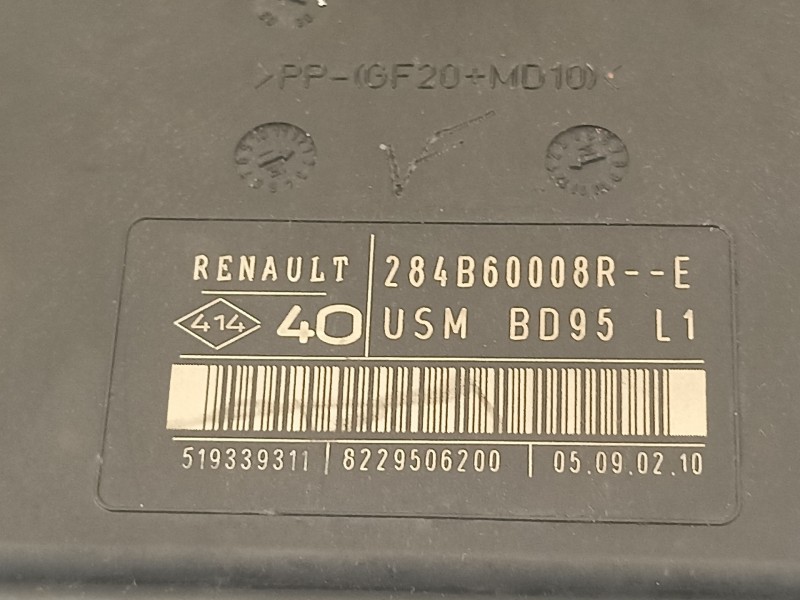 >PP-(GF20+MD10)<
RENAULT
284B60008R--E
414
40
USM BD95 L1
519339311
8229506200
05.09.02.10